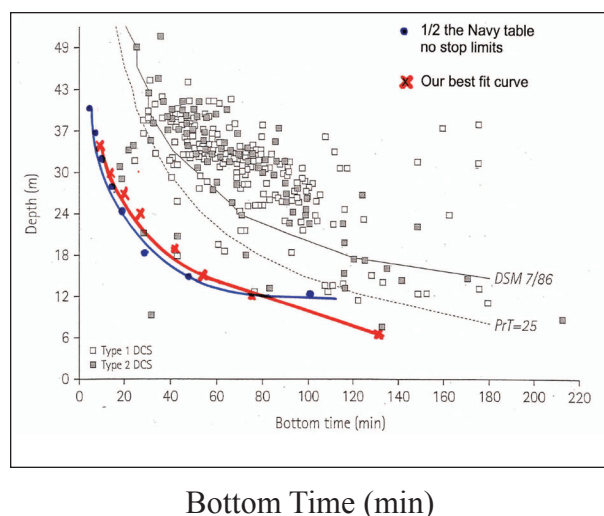 1/2 the Navy table
no stop limits
Our best fit curve
49
43
37
30
24
18
12
6
0
Depth (m)
DSM 7/86
PrT=25
Type 1 DCS
Type 2 DCS
0 20 40 60 80 100 120 140 160 180 200 220
Bottom time (min)
Bottom Time (min)